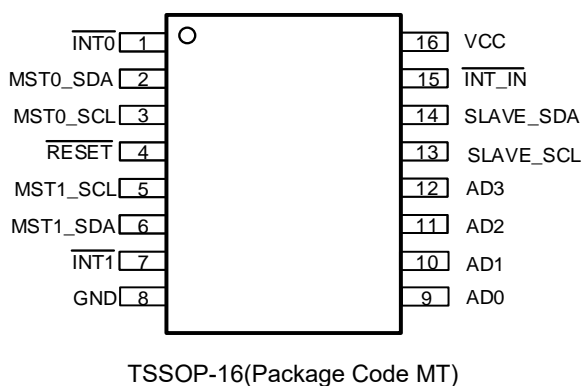 INT0 1 16 VCC
MST0_SDA 2 15 INT_IN
MST0_SCL 3 14 SLAVE_SDA
RESET 4 13 SLAVE_SCL
MST1_SCL 5 12 AD3
MST1_SDA 6 11 AD2
INT1 7 10 AD1
GND 8 9 AD0
TSSOP-16(Package Code MT)